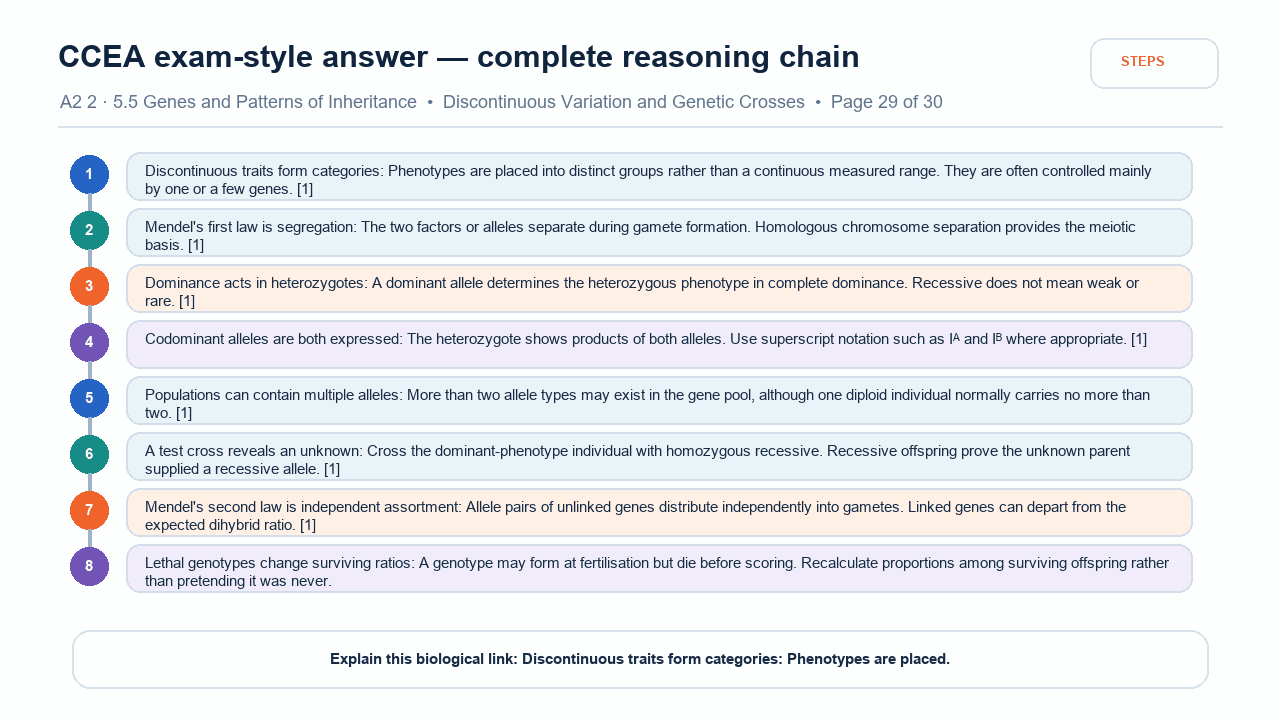 CCEA exam-style answer — complete reasoning chain
STEPS
A2 2 · 5.5 Genes and Patterns of Inheritance • Discontinuous Variation and Genetic Crosses • Page 29 of 30
1
Discontinuous traits form categories: Phenotypes are placed into distinct groups rather than a continuous measured range. They are often controlled mainly
by one or a few genes. [1]
2
Mendel's first law is segregation: The two factors or alleles separate during gamete formation. Homologous chromosome separation provides the meiotic
basis. [1]
3
Dominance acts in heterozygotes: A dominant allele determines the heterozygous phenotype in complete dominance. Recessive does not mean weak or
rare. [1]
4
Codominant alleles are both expressed: The heterozygote shows products of both alleles. Use superscript notation such as Iᴬ and Iᴮ where appropriate. [1]
5
Populations can contain multiple alleles: More than two allele types may exist in the gene pool, although one diploid individual normally carries no more than
two. [1]
6
A test cross reveals an unknown: Cross the dominant-phenotype individual with homozygous recessive. Recessive offspring prove the unknown parent
supplied a recessive allele. [1]
7
Mendel's second law is independent assortment: Allele pairs of unlinked genes distribute independently into gametes. Linked genes can depart from the
expected dihybrid ratio. [1]
8
Lethal genotypes change surviving ratios: A genotype may form at fertilisation but die before scoring. Recalculate proportions among surviving offspring rather
than pretending it was never.
Explain this biological link: Discontinuous traits form categories: Phenotypes are placed.